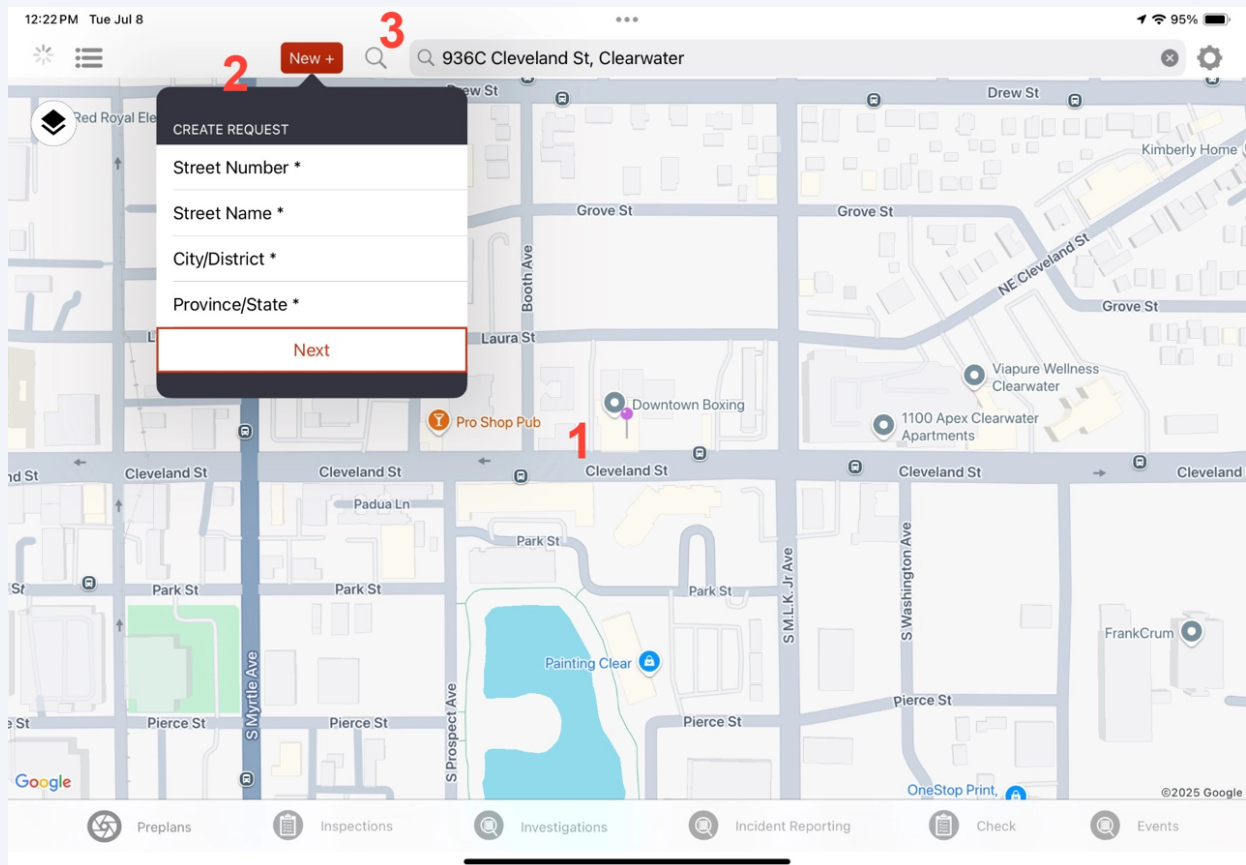 12:22 PM Tue Jul 8
95%
3
2
New +
936C Cleveland St, Clearwater
CREATE REQUEST
Street Number *
Street Name *
City/District *
Province/State *
Next
ew St
Drew St
Red Royal Ele
Kimberly Home
Grove St
Grove St
Booth Ave
NE Cleveland St
Grove St
L
Laura St
Viapure Wellness
Clearwater
Downtown Boxing
Pro Shop Pub
1
1100 Apex Clearwater
Apartments
nd St
Cleveland St
Cleveland St
Cleveland St
Cleveland St
Cleveland
Padua Ln
Park St
St
Park St
Park St
Park St
S M.L.K. Jr Ave
S Washington Ave
FrankCrum
Painting Clear
S Myrtle Ave
S Prospect Ave
Pierce St
e St
Pierce St
Pierce St
Pierce St
Google
OneStop Print,
©2025 Google
Preplans
Inspections
Investigations
Incident Reporting
Check
Events